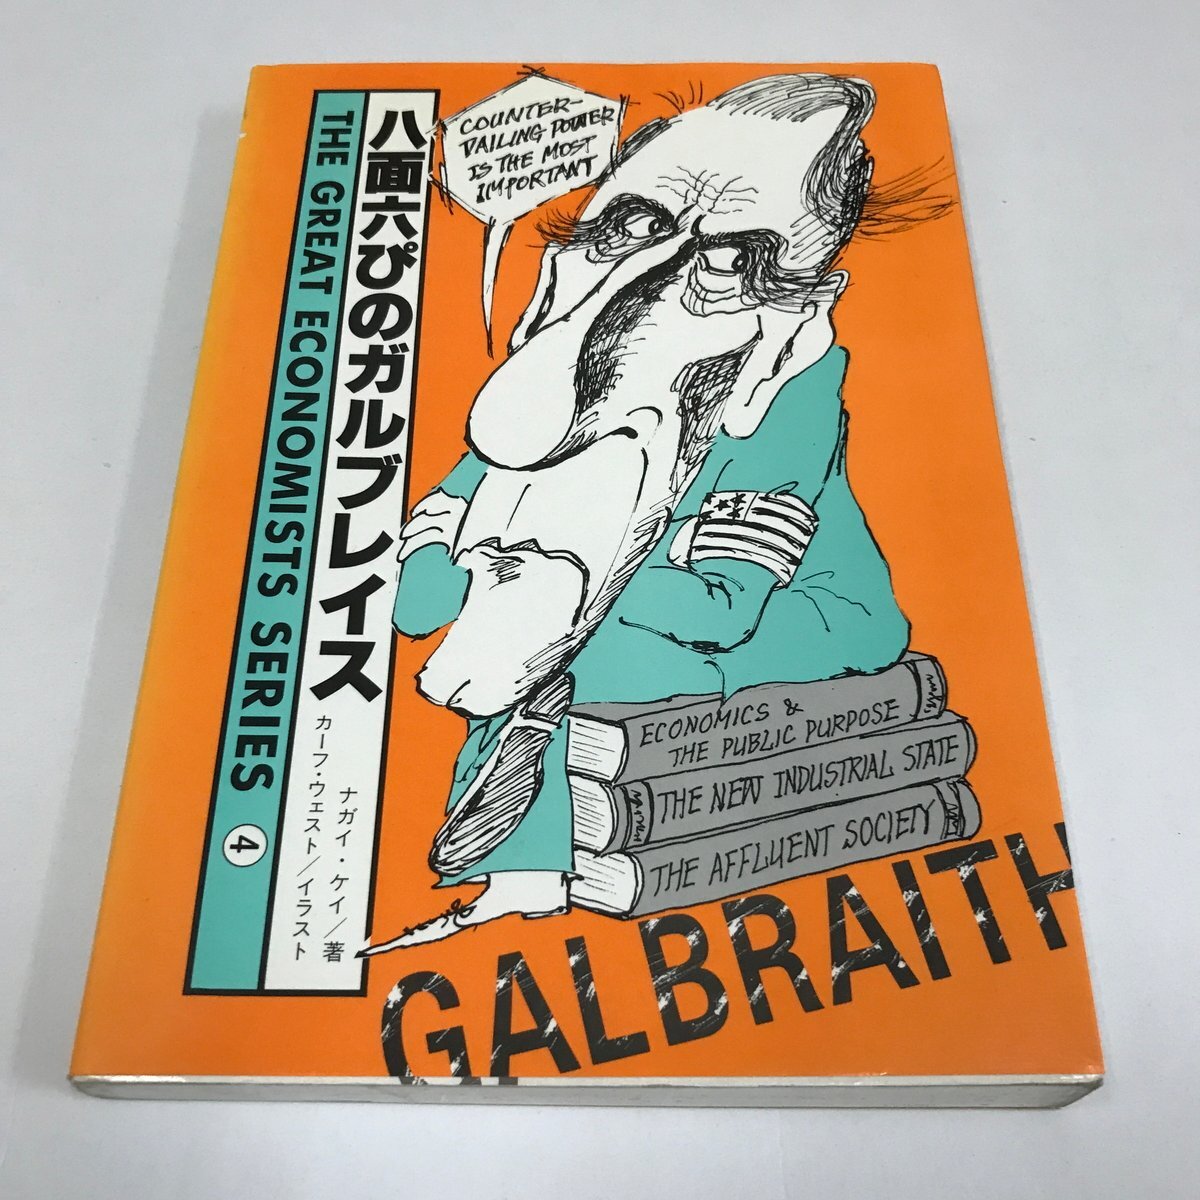 八面六ぴのガルブレイス
ナガイ・ケイ/著
カーフ・ウェスト/イラスト
THE GREAT ECONOMISTS SERIES ④
COUNTER-
VAILING POWER
IS THE MOST
IMPORTANT
ECONOMICS &
THE PUBLIC PURPOSE
THE NEW INDUSTRIAL STATE
THE AFFLUENT SOCIETY
GALBRAITH